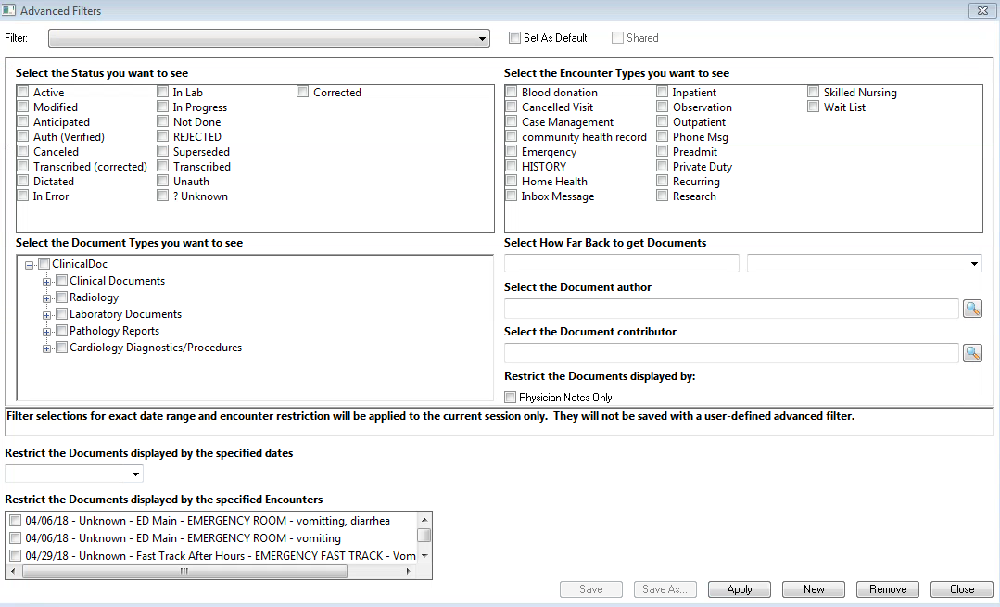 Advanced Filters
Filter:
Set As Default
Shared
Select the Status you want to see
Active
Modified
Anticipated
Auth (Verified)
Canceled
Transcribed (corrected)
Dictated
In Error
In Lab
In Progress
Not Done
REJECTED
Superseded
Transcribed
Unauth
? Unknown
Corrected
Select the Encounter Types you want to see
Blood donation
Cancelled Visit
Case Management
community health record
Emergency
HISTORY
Home Health
Inbox Message
Inpatient
Observation
Outpatient
Phone Msg
Preadmit
Private Duty
Recurring
Research
Skilled Nursing
Wait List
Select the Document Types you want to see
ClinicalDoc
Clinical Documents
Radiology
Laboratory Documents
Pathology Reports
Cardiology Diagnostics/Procedures
Select How Far Back to get Documents
Select the Document author
Select the Document contributor
Restrict the Documents displayed by:
Physician Notes Only
Filter selections for exact date range and encounter restriction will be applied to the current session only.  They will not be saved with a user-defined advanced filter.
Restrict the Documents displayed by the specified dates
Restrict the Documents displayed by the specified Encounters
04/06/18 - Unknown - ED Main - EMERGENCY ROOM - vomitting, diarrhea
04/06/18 - Unknown - ED Main - EMERGENCY ROOM - vomiting
04/29/18 - Unknown - Fast Track After Hours - EMERGENCY FAST TRACK - Vom
Save
Save As...
Apply
New
Remove
Close